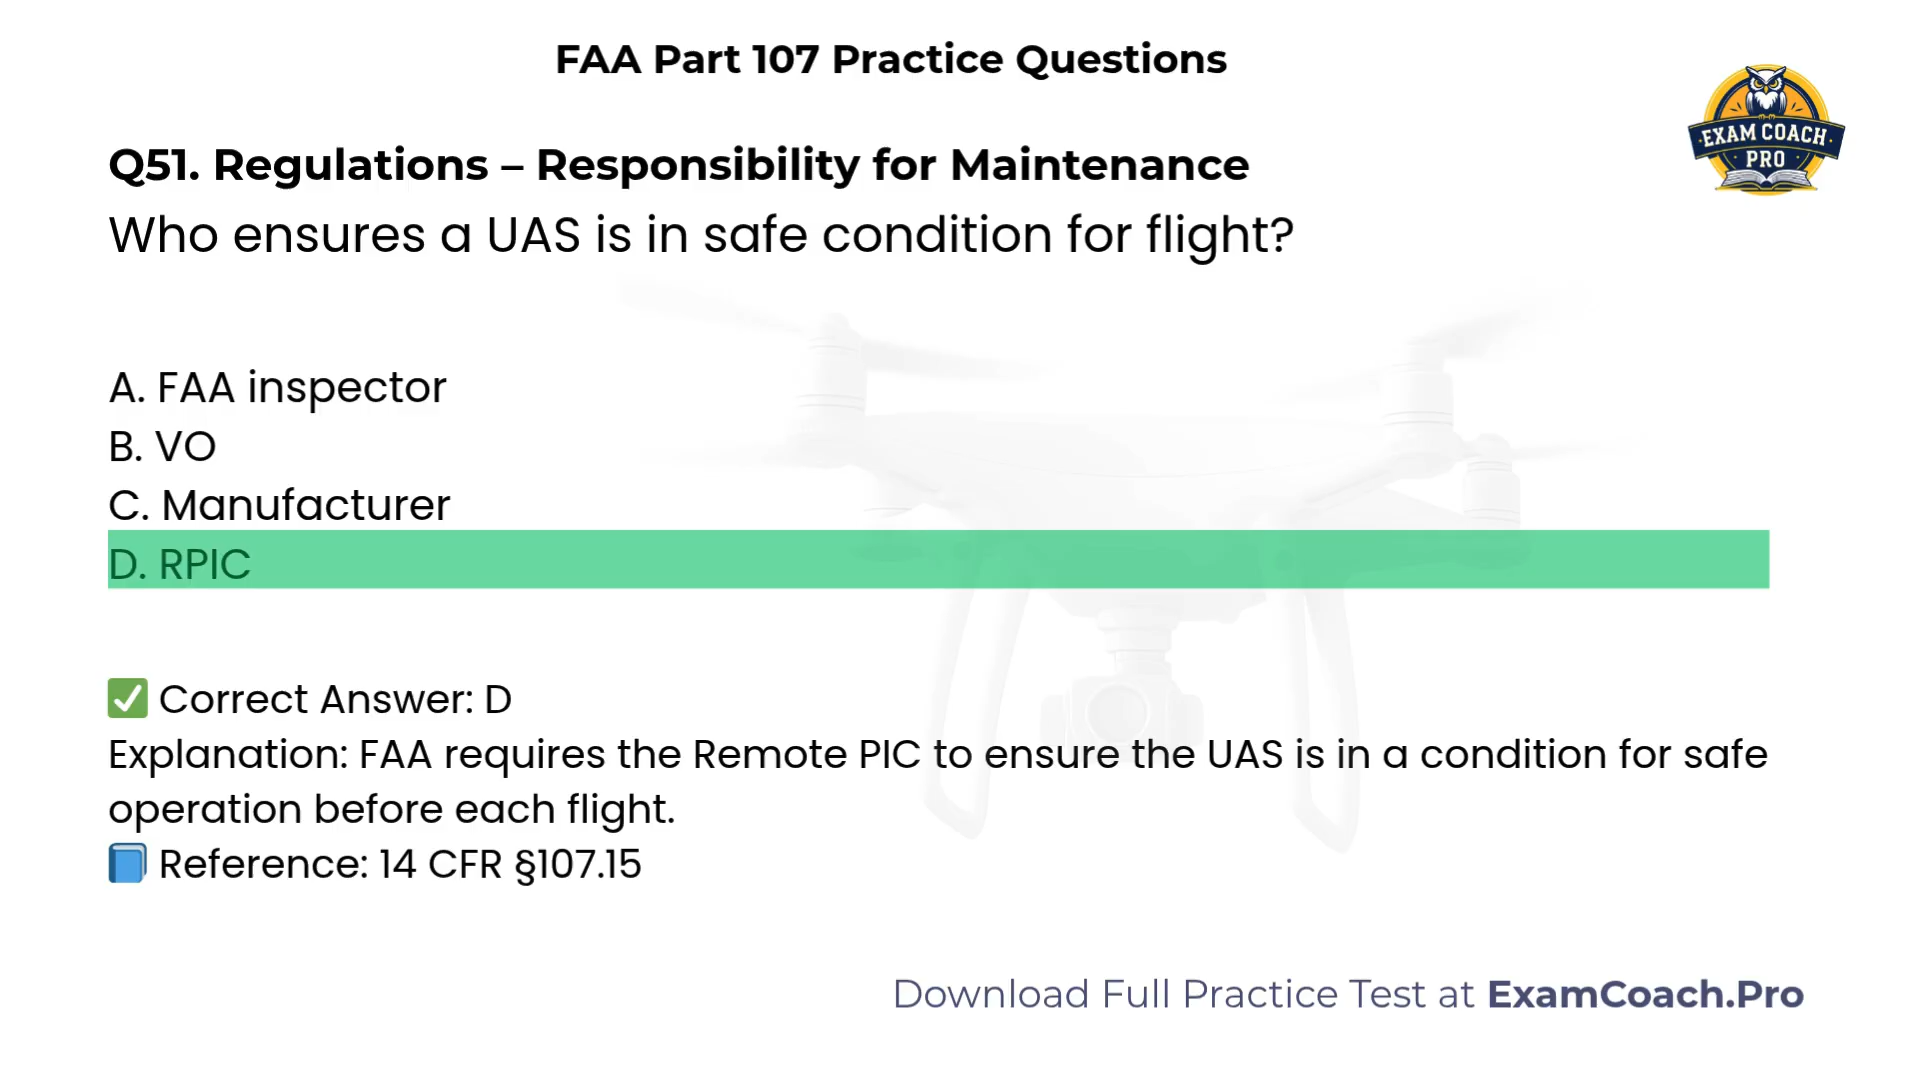 FAA Part 107 Practice Questions
EXAM COACH
PRO
Q51. Regulations – Responsibility for Maintenance
Who ensures a UAS is in safe condition for flight?
A. FAA inspector
B. VO
C. Manufacturer
D. RPIC
✅ Correct Answer: D
Explanation: FAA requires the Remote PIC to ensure the UAS is in a condition for safe
operation before each flight.
📘 Reference: 14 CFR §107.15
Download Full Practice Test at ExamCoach.Pro